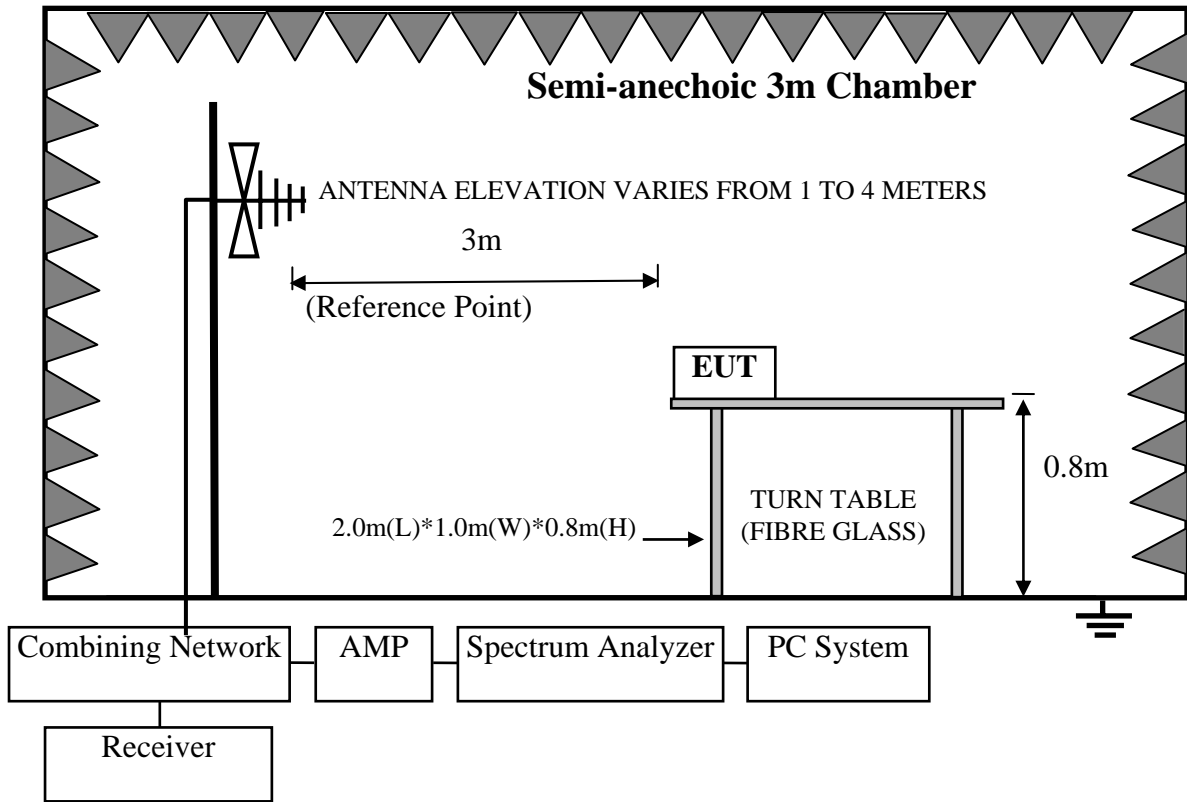 Semi-anechoic 3m Chamber
ANTENNA ELEVATION VARIES FROM 1 TO 4 METERS
3m
(Reference Point)
EUT
0.8m
TURN TABLE
(FIBRE GLASS)
2.0m(L)*1.0m(W)*0.8m(H)
Combining Network
AMP
Spectrum Analyzer
PC System
Receiver